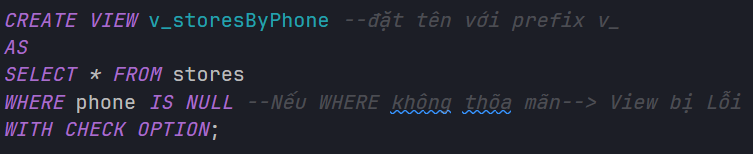 CREATE VIEW v_storesByPhone --đặt tên với prefix v_
AS
SELECT * FROM stores
WHERE phone IS NULL --Nếu WHERE không thõa mãn--> View bị Lỗi
WITH CHECK OPTION;